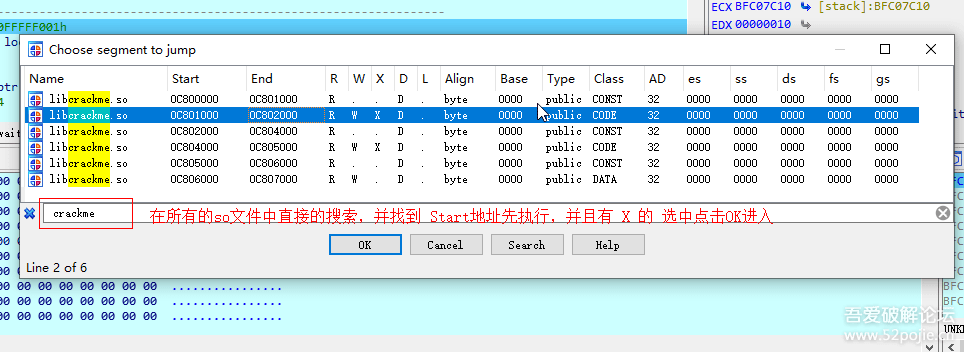 ECX BFC07C10 [stack]:BFC07C10
0FFFFF001h
EDX 00000010
Choose segment to jump
Name Start End R W X D L Align Base Type Class AD es ss ds fs gs
libcrackme.so 0C800000 0C801000 R . . D . byte 0000 public CONST 32 0000 0000 0000 0000 0000
libcrackme.so 0C801000 0C802000 R W X D . byte 0000 public CODE 32 0000 0000 0000 0000 0000
libcrackme.so 0C802000 0C804000 R . . D . byte 0000 public CONST 32 0000 0000 0000 0000 0000
libcrackme.so 0C804000 0C805000 R W X D . byte 0000 public CODE 32 0000 0000 0000 0000 0000
libcrackme.so 0C805000 0C806000 R . . D . byte 0000 public CONST 32 0000 0000 0000 0000 0000
libcrackme.so 0C806000 0C807000 R W . D . byte 0000 public DATA 32 0000 0000 0000 0000 0000
crackme 在所有的so文件中直接的搜索，并找到 Start地址先执行，并且有 X 的 选中点击OK进入
OK Cancel Search Help
Line 2 of 6
00 00 00 00 00 00 00 00 ................
00 00 00 00 00 00 00 00 ................
00 00 00 00 00 00 00 00 ................
吾爱破解论坛
www.52pojie.cn